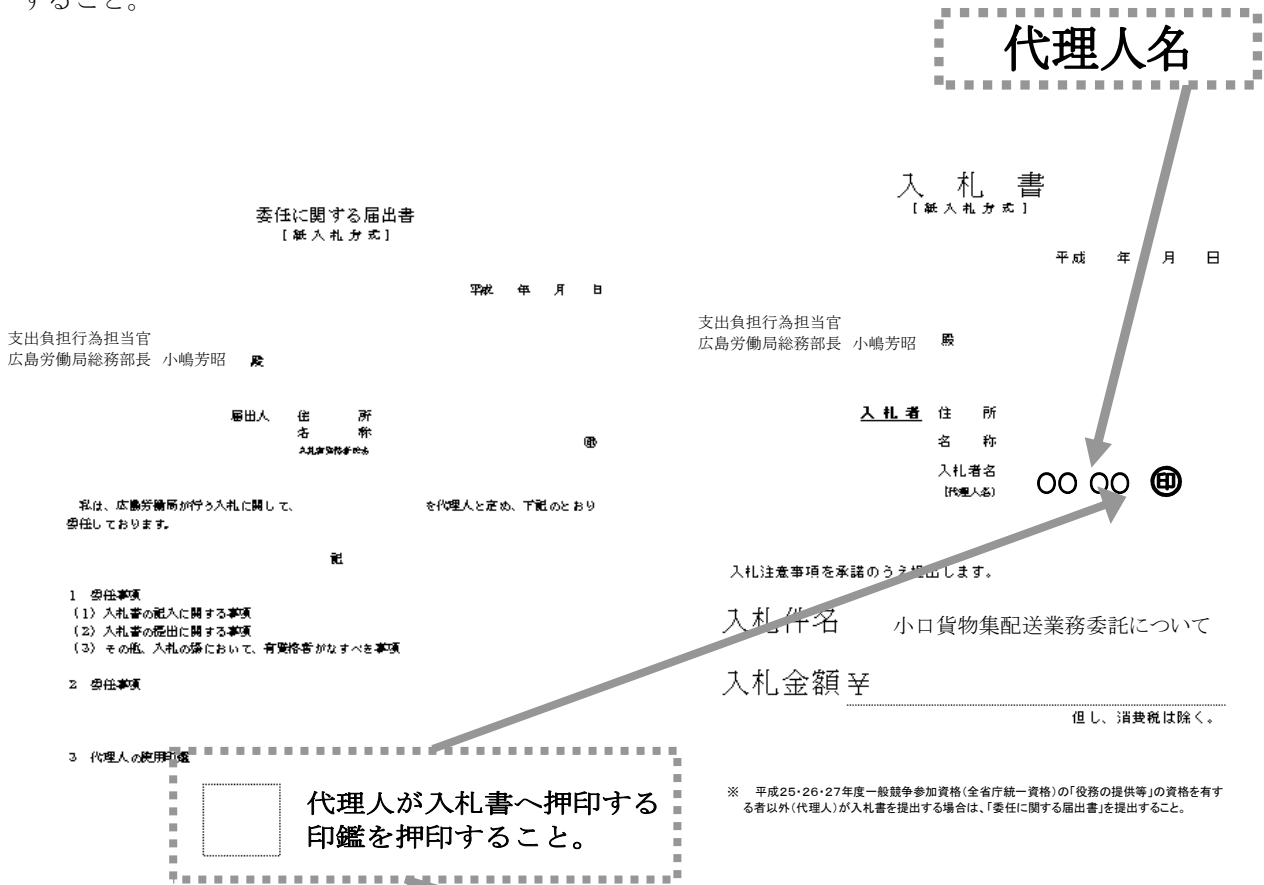 すること。
代理人名
委任に関する届出書
[紙入札方式]
平成 年 月 日
支出負担行為担当官
広島労働局総務部長 小嶋芳昭 殿
届出人 住 所
名 称
入札有資格者氏名
印
私は、広島労働局が行う入札に関して、 を代理人と定め、下記のとおり
委任しております。
記
1 委任事項
(1) 入札書の記入に関する事項
(2) 入札書の提出に関する事項
(3) その他、入札の場において、有資格者がなすべき事項
2 委任事項
3 代理人の使用印鑑
代理人が入札書へ押印する
印鑑を押印すること。
入 札 書
[紙入札方式]
平成 年 月 日
支出負担行為担当官
広島労働局総務部長 小嶋芳昭 殿
入札者 住 所
名 称
入札者名
[代理人名]
○○ ○○ ㊞
入札注意事項を承諾のうえ提出します。
入札件名 小口貨物集配送業務委託について
入札金額 ¥
但し、消費税は除く。
※ 平成25・26・27年度一般競争参加資格(全省庁統一資格)の「役務の提供等」の資格を有す
る者以外(代理人)が入札書を提出する場合は、「委任に関する届出書」を提出すること。